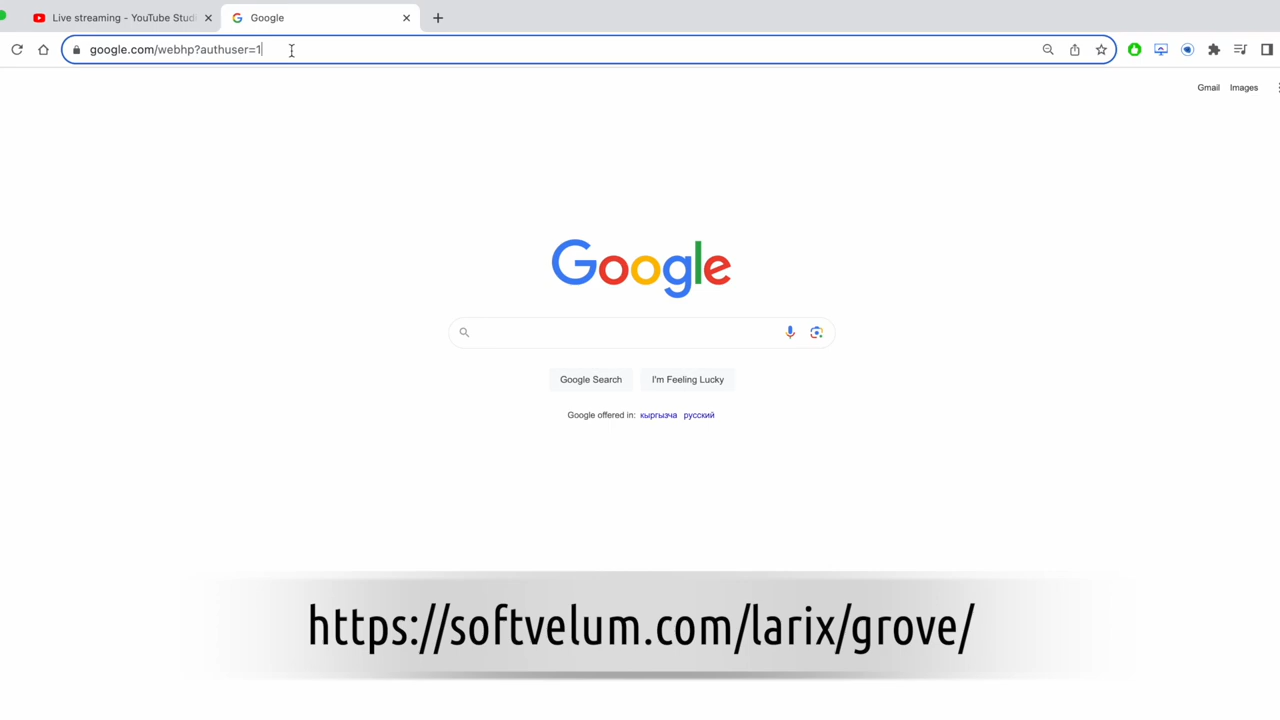 Live streaming - YouTube Stud
Google
google.com/webhp?authuser=1
Gmail Images
Google
Google Search I'm Feeling Lucky
Google offered in: кыргызча русский
https://softvelum.com/larix/grove/